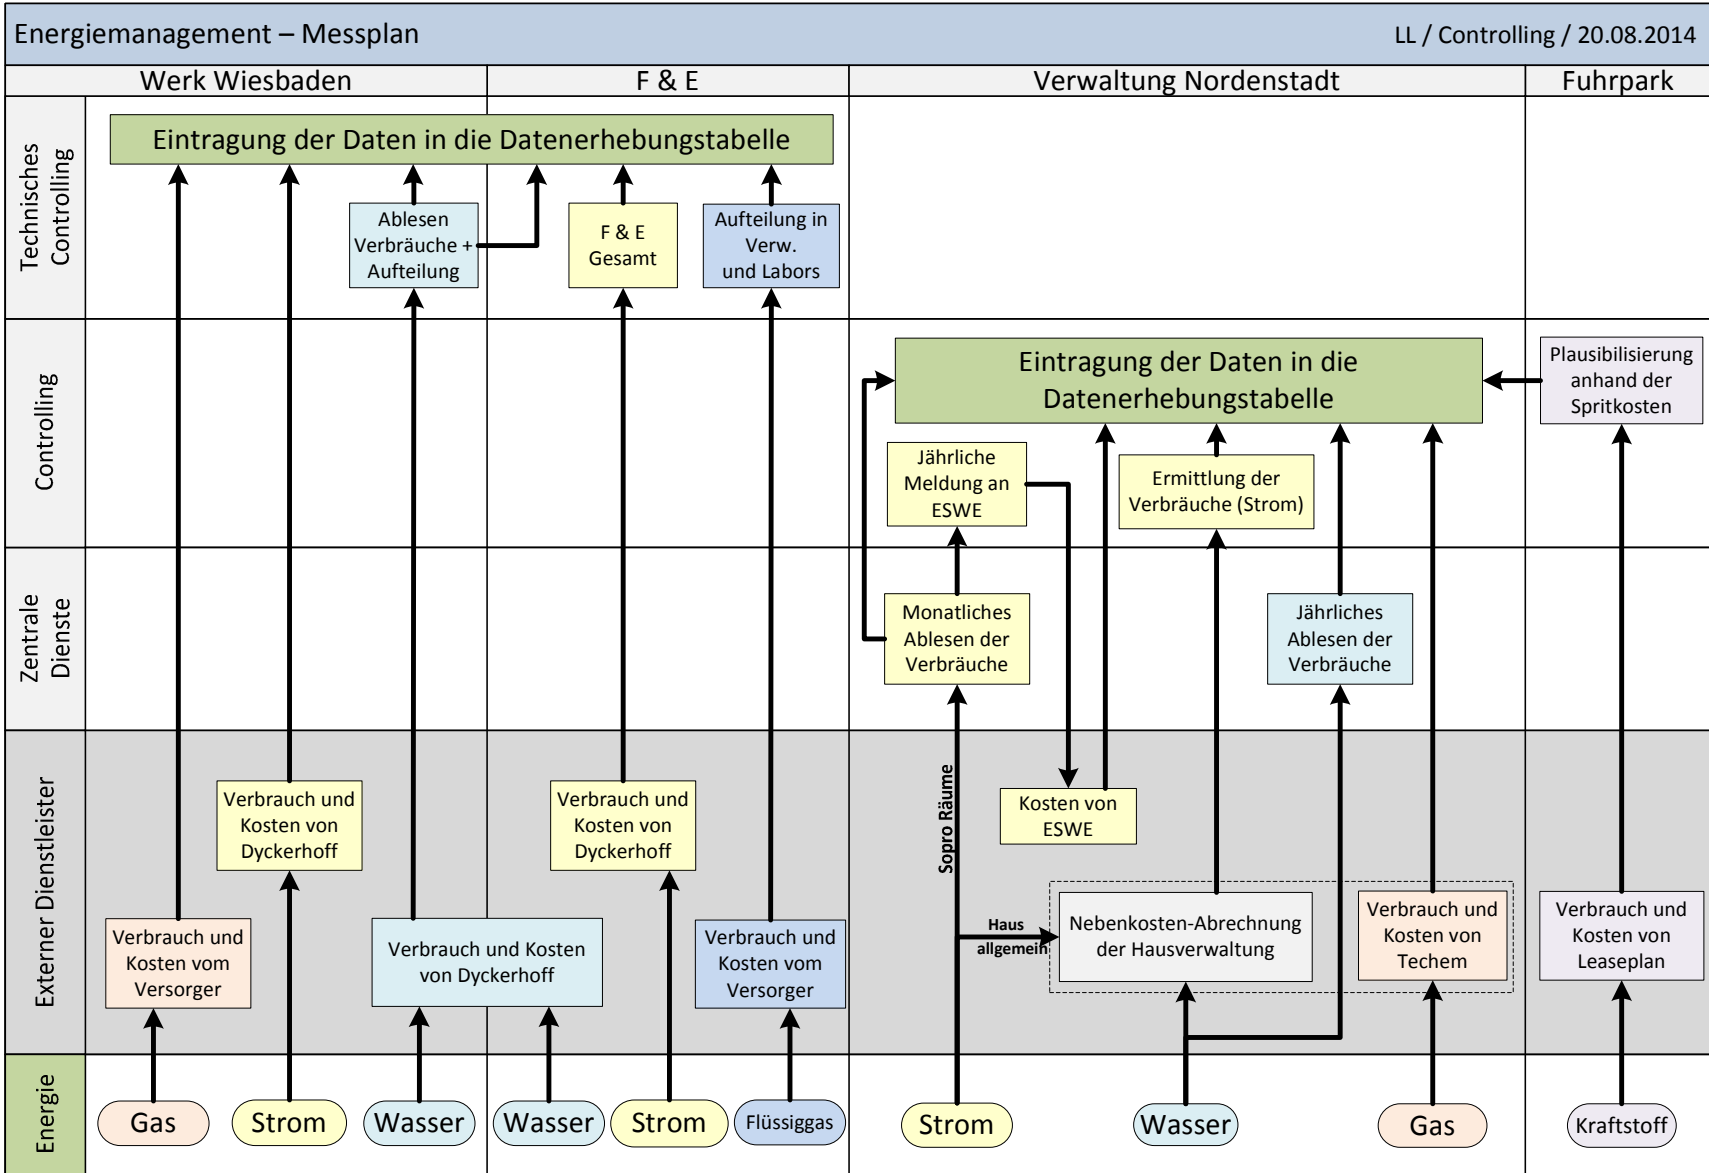 Energiemanagement – Messplan
LL / Controlling / 20.08.2014
Werk Wiesbaden
F & E
Verwaltung Nordenstadt
Fuhrpark
Technisches
Controlling
Eintragung der Daten in die Datenerhebungstabelle
Ablesen
Verbräuche +
Aufteilung
F & E
Gesamt
Aufteilung in
Verw.
und Labors
Controlling
Eintragung der Daten in die
Datenerhebungstabelle
Plausibilisierung
anhand der
Spritkosten
Jährliche
Meldung an
ESWE
Ermittlung der
Verbräuche (Strom)
Zentrale
Dienste
Monatliches
Ablesen der
Verbräuche
Jährliches
Ablesen der
Verbräuche
Externer Dienstleister
Verbrauch und
Kosten von
Dyckerhoff
Verbrauch und
Kosten von
Dyckerhoff
Sopro Räume
Kosten von
ESWE
Verbrauch und
Kosten vom
Versorger
Verbrauch und Kosten
von Dyckerhoff
Verbrauch und
Kosten vom
Versorger
Haus
allgemein
Nebenkosten-Abrechnung
der Hausverwaltung
Verbrauch und
Kosten von
Techem
Verbrauch und
Kosten von
Leaseplan
Energie
Gas
Strom
Wasser
Wasser
Strom
Flüssiggas
Strom
Wasser
Gas
Kraftstoff